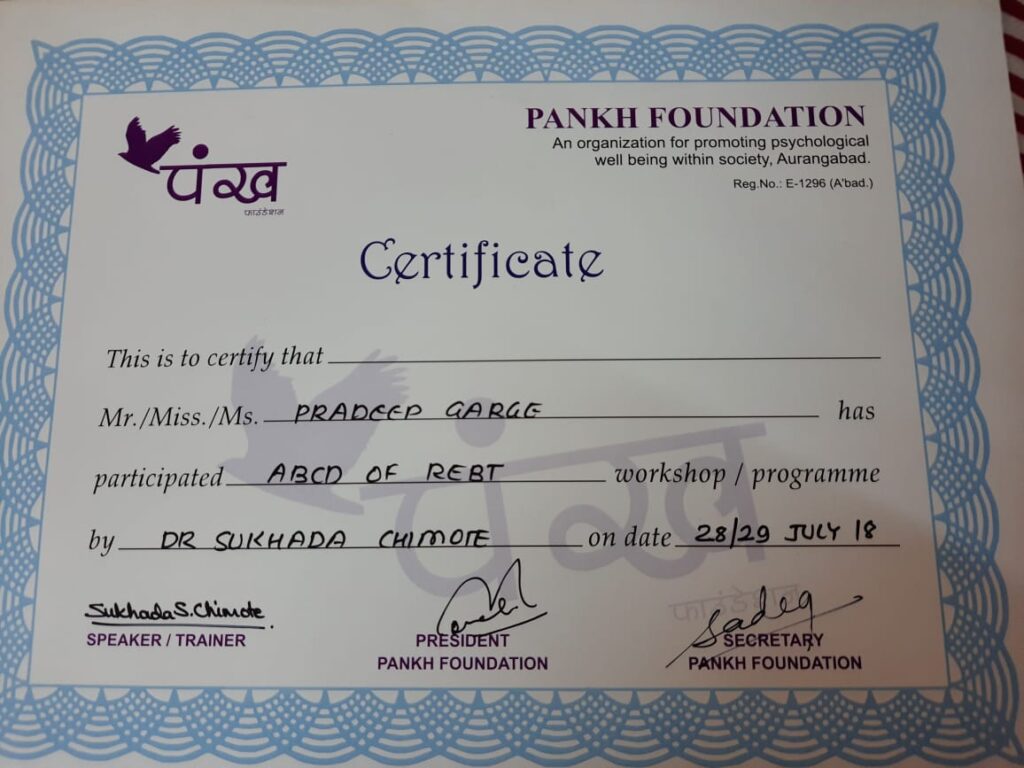 पंख
फाउंडेशन
PANKH FOUNDATION
An organization for promoting psychological
well being within society, Aurangabad.
Reg.No.: E-1296 (A'bad.)
Certificate
This is to certify that
Mr./Miss./Ms. PRADEEP GARGE has
participated ABCD OF REBT workshop / programme
by DR SUKHADA CHIMOTE on date 28/29 JULY 18
पंख
फाउंडेशन
Sukhada S. Chimote.
SPEAKER / TRAINER
PRESIDENT
PANKH FOUNDATION
SECRETARY
PANKH FOUNDATION